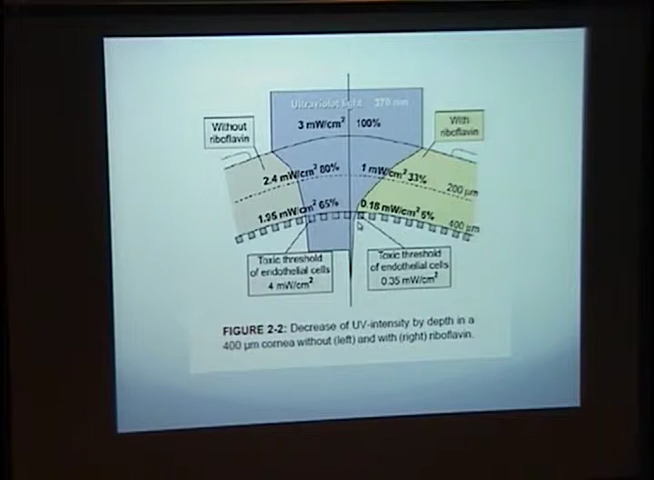 Ultraviolet light 370 nm
3 mW/cm² 100%
Without
riboflavin
With
riboflavin
2.4 mW/cm² 80%
1 mW/cm² 33%
200 µm
1.95 mW/cm² 65%
0.18 mW/cm² 6%
400 µm
Toxic threshold
of endothelial cells
4 mW/cm²
Toxic threshold
of endothelial cells
0.35 mW/cm²
FIGURE 2-2: Decrease of UV-intensity by depth in a
400 µm cornea without (left) and with (right) riboflavin.